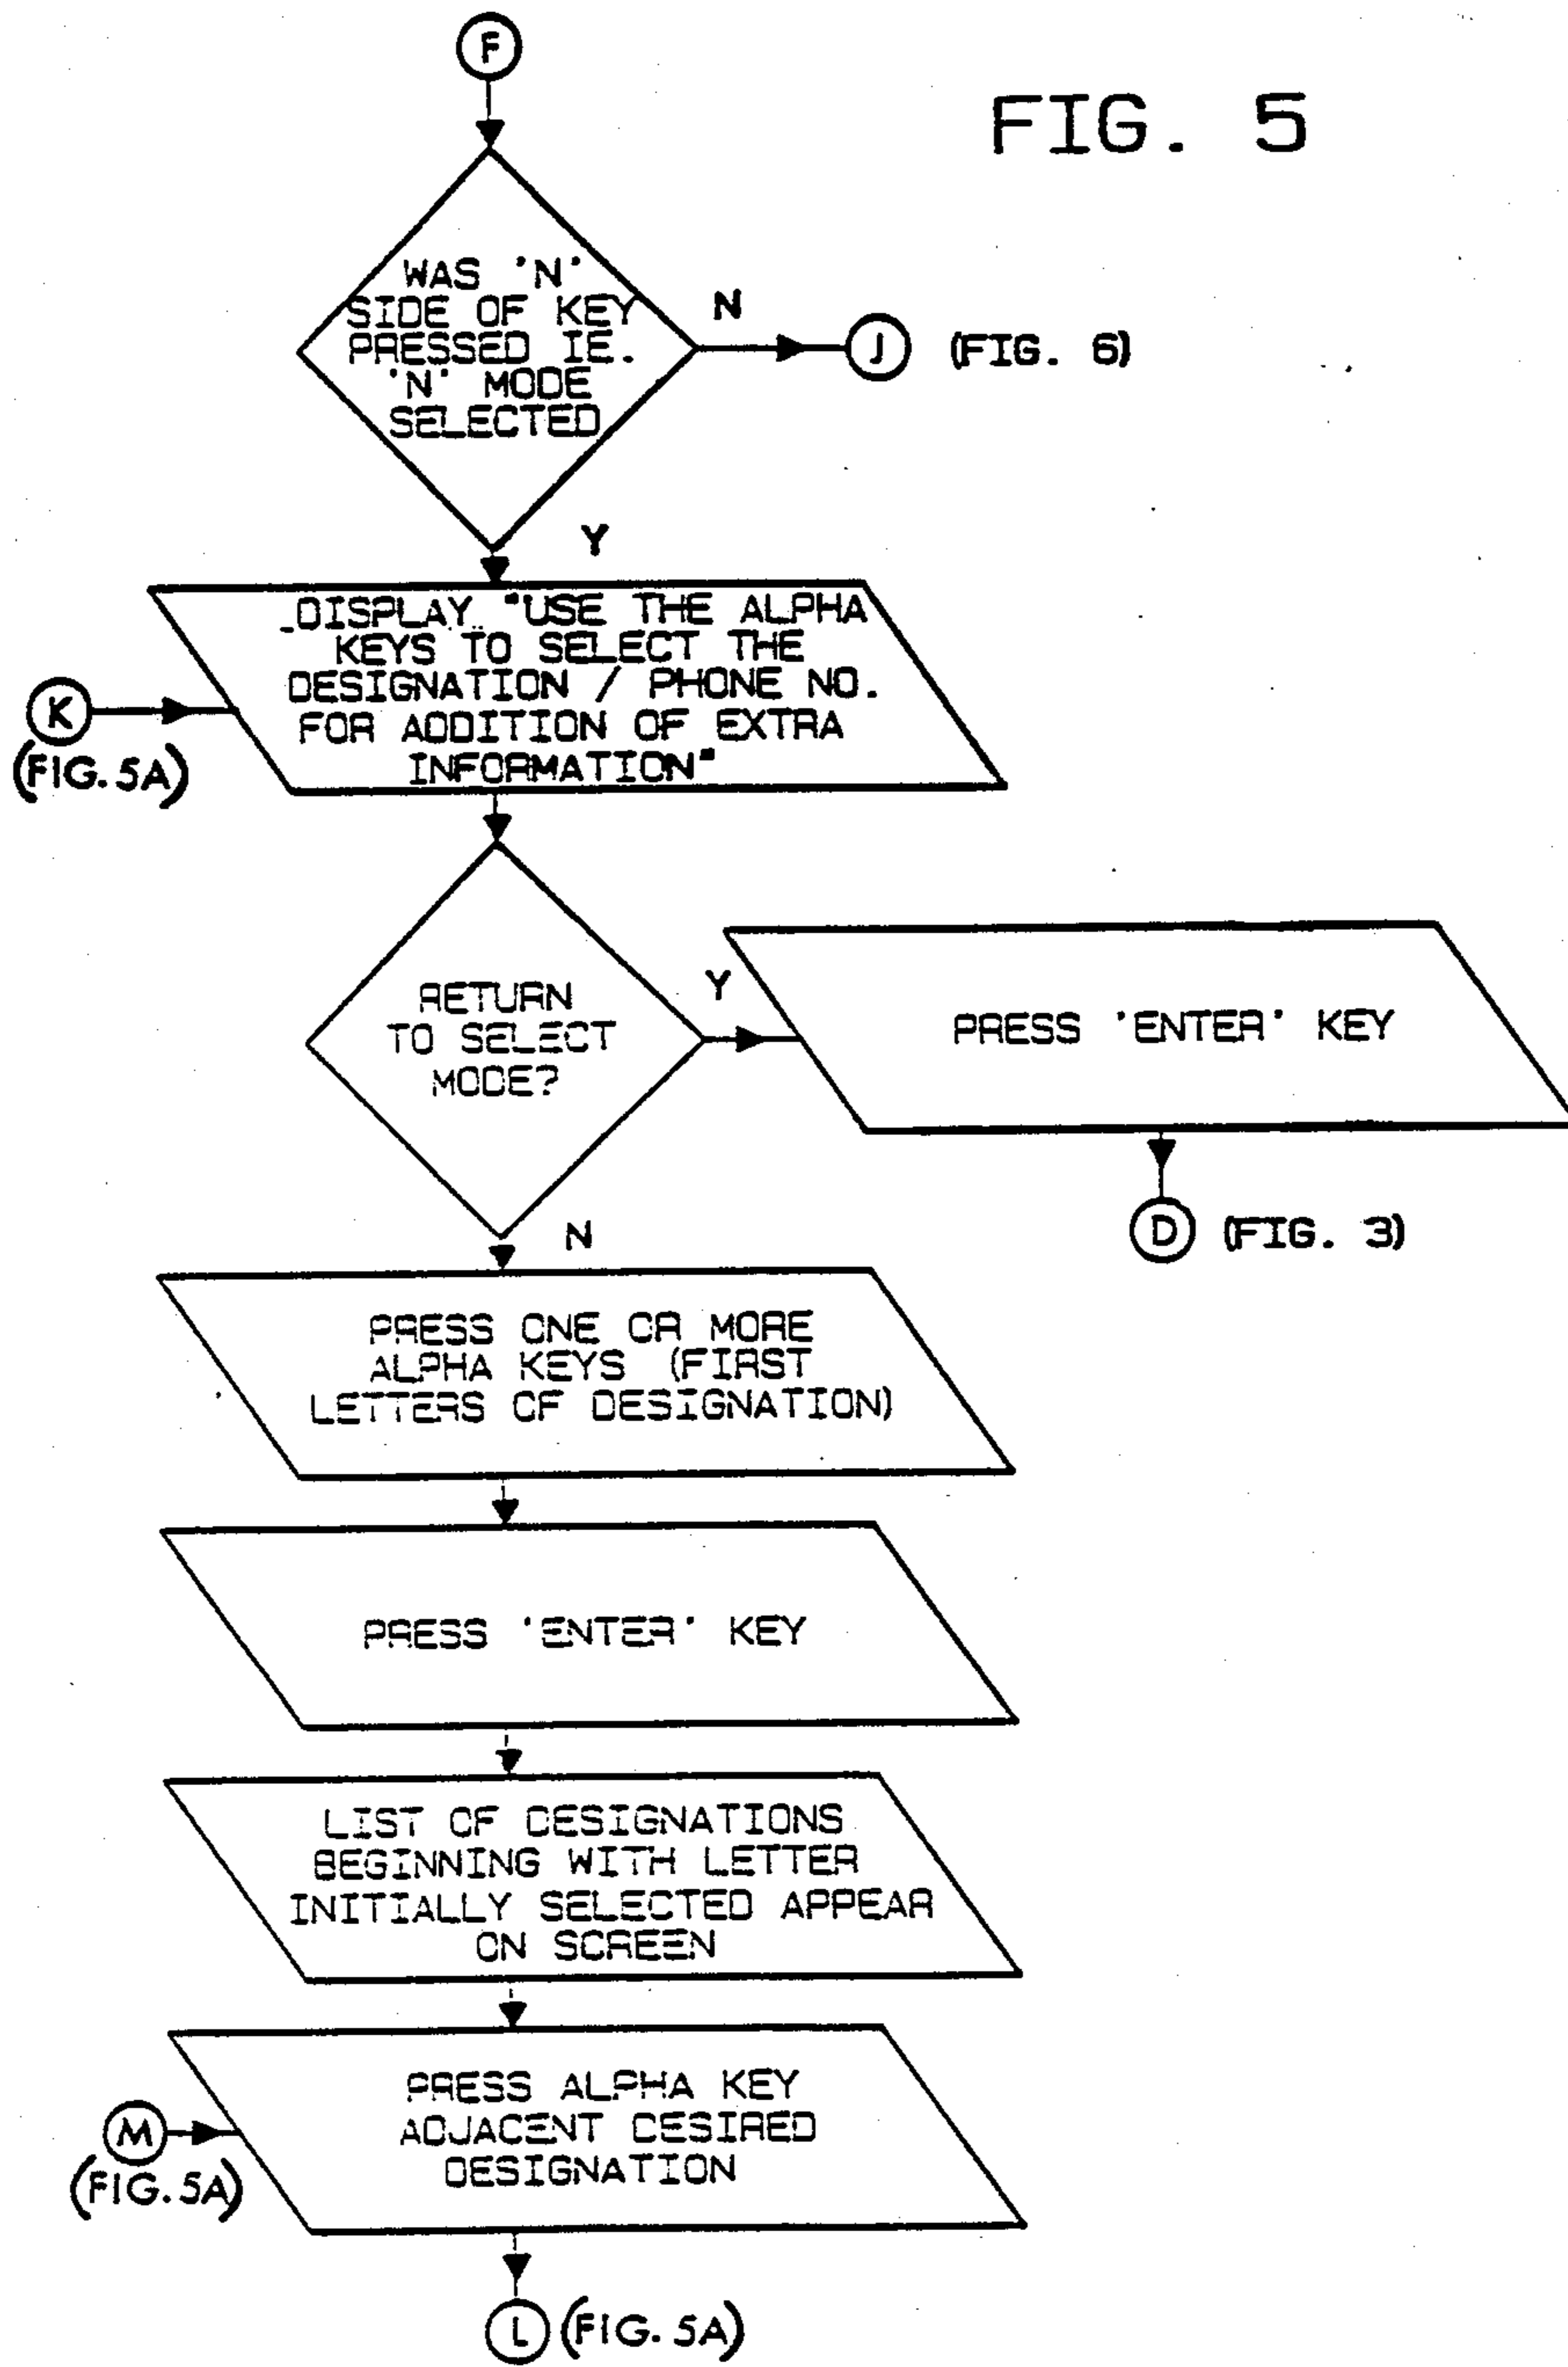 F
FIG. 5
WAS 'N'
SIDE OF KEY
PRESSED IE.
'N' MODE
SELECTED
N
J (FIG. 6)
Y
DISPLAY "USE THE ALPHA
KEYS TO SELECT THE
DESIGNATION / PHONE NO.
FOR ADDITION OF EXTRA
INFORMATION"
K
(FIG. 5A)
RETURN
TO SELECT
MODE?
Y
PRESS 'ENTER' KEY
D (FIG. 3)
N
PRESS ONE OR MORE
ALPHA KEYS (FIRST
LETTERS OF DESIGNATION)
PRESS 'ENTER' KEY
LIST OF DESIGNATIONS
BEGINNING WITH LETTER
INITIALLY SELECTED APPEAR
ON SCREEN
PRESS ALPHA KEY
ADJACENT DESIRED
DESIGNATION
M
(FIG. 5A)
L (FIG. 5A)